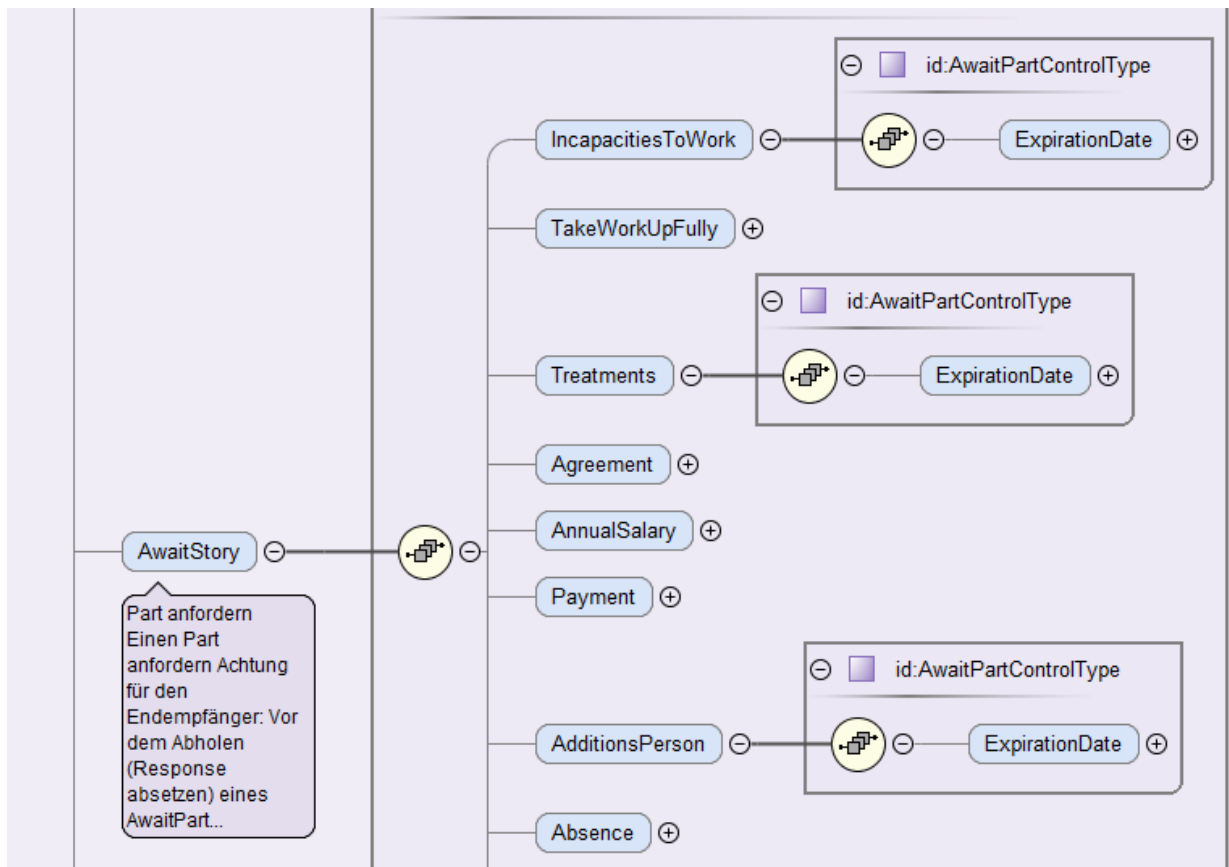 id:AwaitPartControlType
IncapacitiesToWork
ExpirationDate
TakeWorkUpFully
id:AwaitPartControlType
Treatments
ExpirationDate
Agreement
AnnualSalary
AwaitStory
Payment
Part anfordern
Einen Part
anfordern Achtung
für den
Endempfänger: Vor
dem Abholen
(Response
absetzen) eines
AwaitPart...
id:AwaitPartControlType
AdditionsPerson
ExpirationDate
Absence